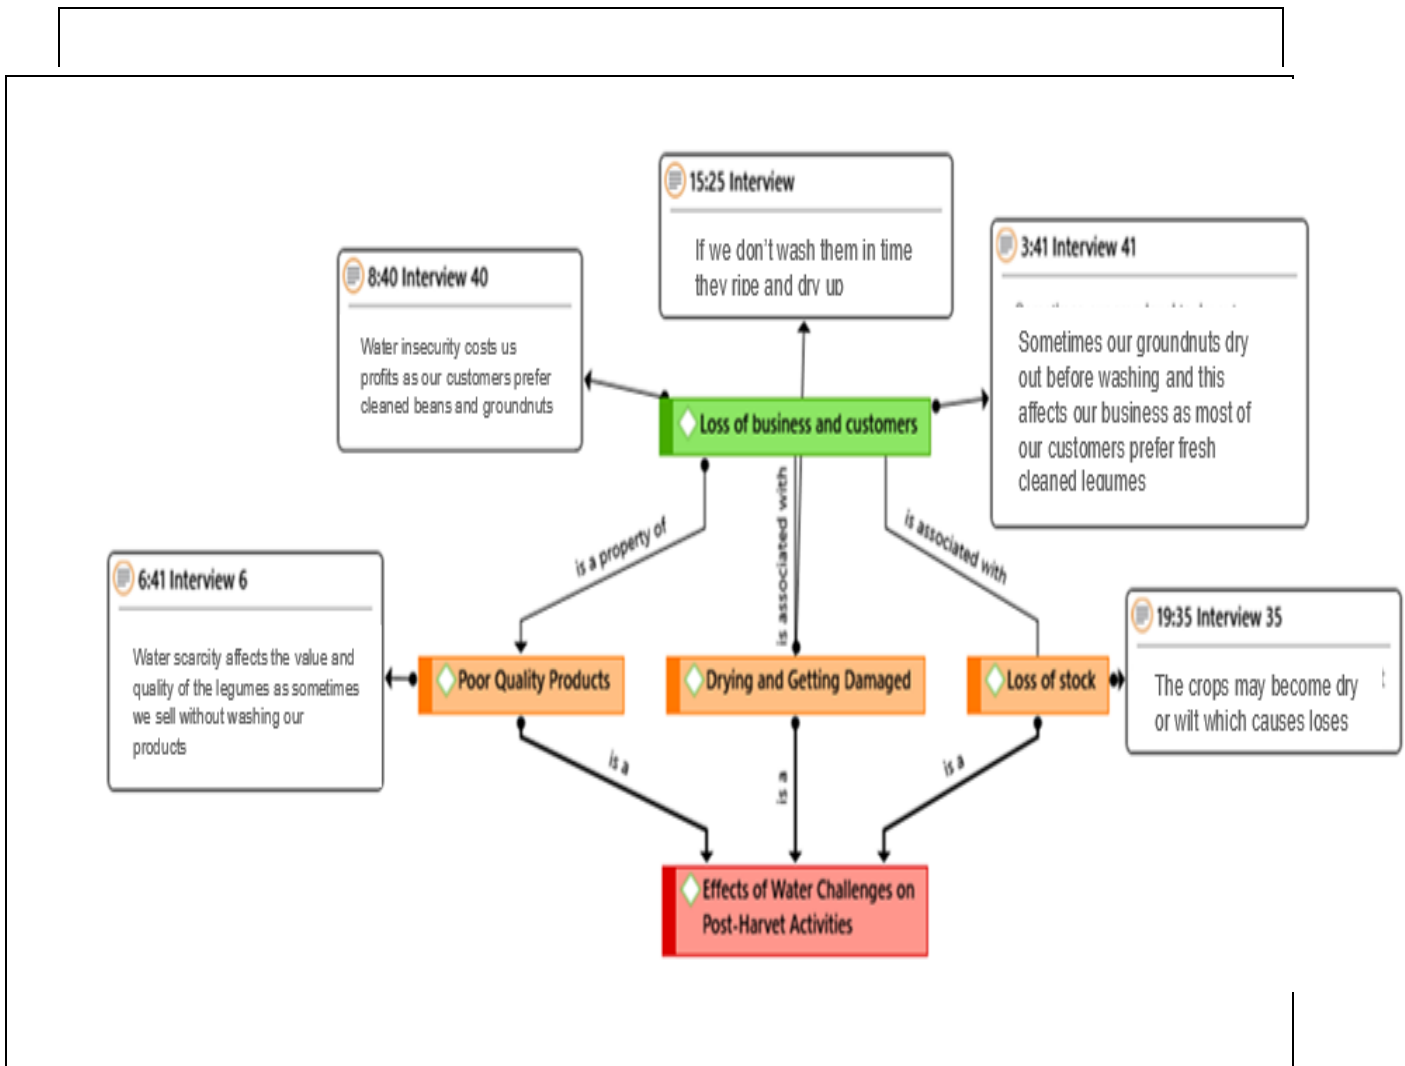 15:25 Interview
If we don't wash them in time
they ripe and dry up
3:41 Interview 41
Sometimes our groundnuts dry
out before washing and this
affects our business as most of
our customers prefer fresh
cleaned legumes
8:40 Interview 40
Water insecurity costs us
profits as our customers prefer
cleaned beans and groundnuts
Loss of business and customers
is a property of
is associated with
is associated with
6:41 Interview 6
Water scarcity affects the value and
quality of the legumes as sometimes
we sell without washing our
products
Poor Quality Products
Drying and Getting Damaged
Loss of stock
19:35 Interview 35
The crops may become dry
or wilt which causes loses
is a
is a
is a
Effects of Water Challenges on
Post-Harvet Activities